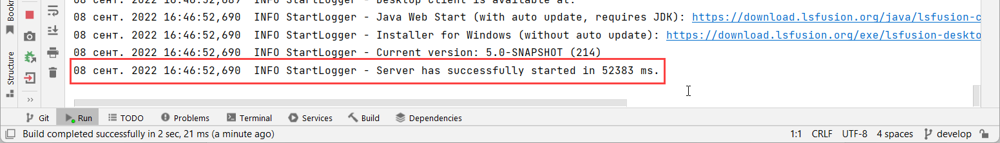 08 сент. 2022 16:46:52,689  INFO StartLogger - Desktop Client is available at:
08 сент. 2022 16:46:52,690  INFO StartLogger - Java Web Start (with auto update, requires JDK): https://download.lsfusion.org/java/lsfusion-c
08 сент. 2022 16:46:52,690  INFO StartLogger - Installer for Windows (without auto update): https://download.lsfusion.org/exe/lsfusion-deskto
08 сент. 2022 16:46:52,690  INFO StartLogger - Current version: 5.0-SNAPSHOT (214)
08 сент. 2022 16:46:52,690  INFO StartLogger - Server has successfully started in 52383 ms.
Structure
Git Run TODO Problems Terminal Services Build Dependencies
Build completed successfully in 2 sec, 21 ms (a minute ago) 1:1 CRLF UTF-8 4 spaces develop